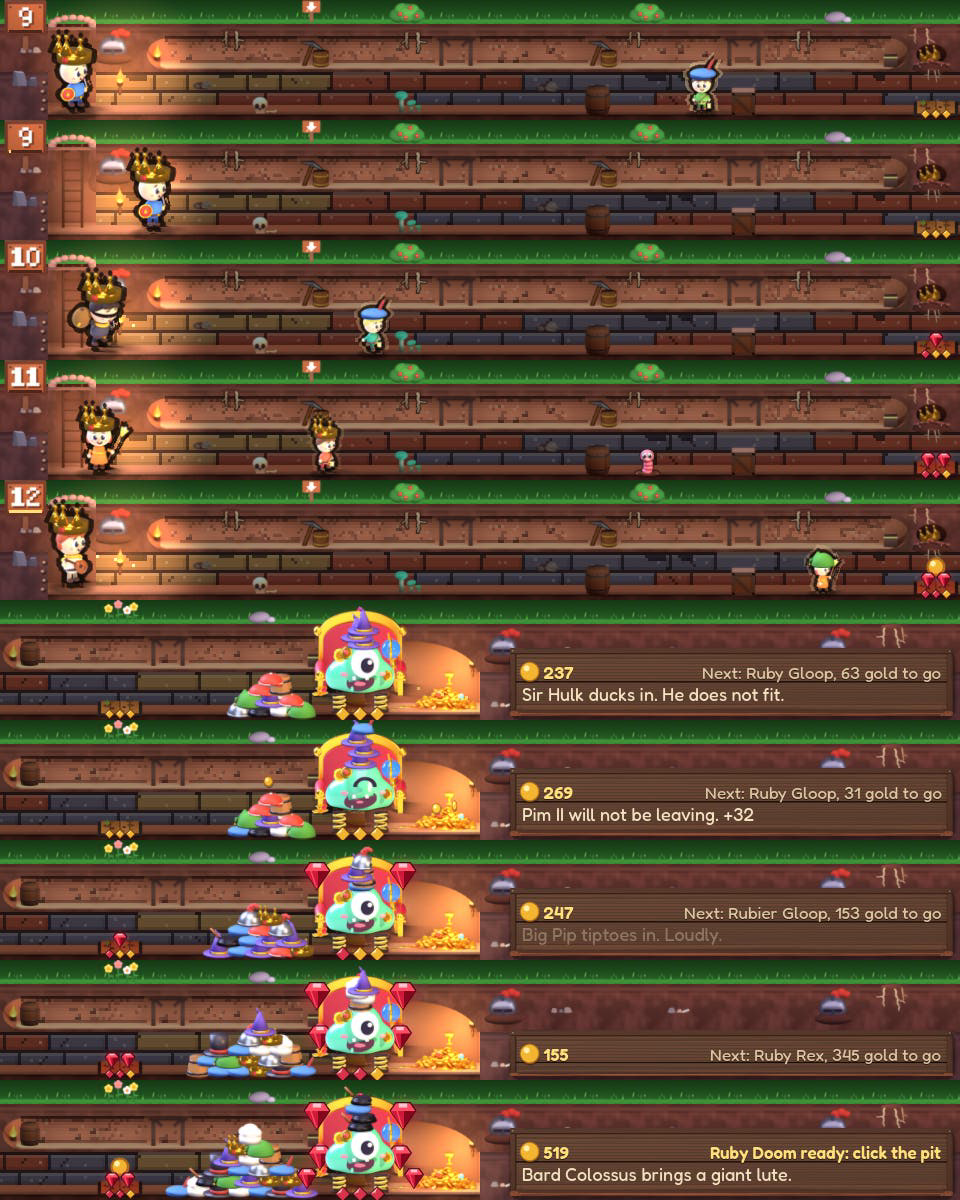 9
9
10
11
12
237 Next: Ruby Gloop, 63 gold to go
Sir Hulk ducks in. He does not fit.
269 Next: Ruby Gloop, 31 gold to go
Pim II will not be leaving. +32
247 Next: Rubier Gloop, 153 gold to go
Big Pip tiptoes in. Loudly.
155 Next: Ruby Rex, 345 gold to go
519 Ruby Doom ready: click the pit
Bard Colossus brings a giant lute.